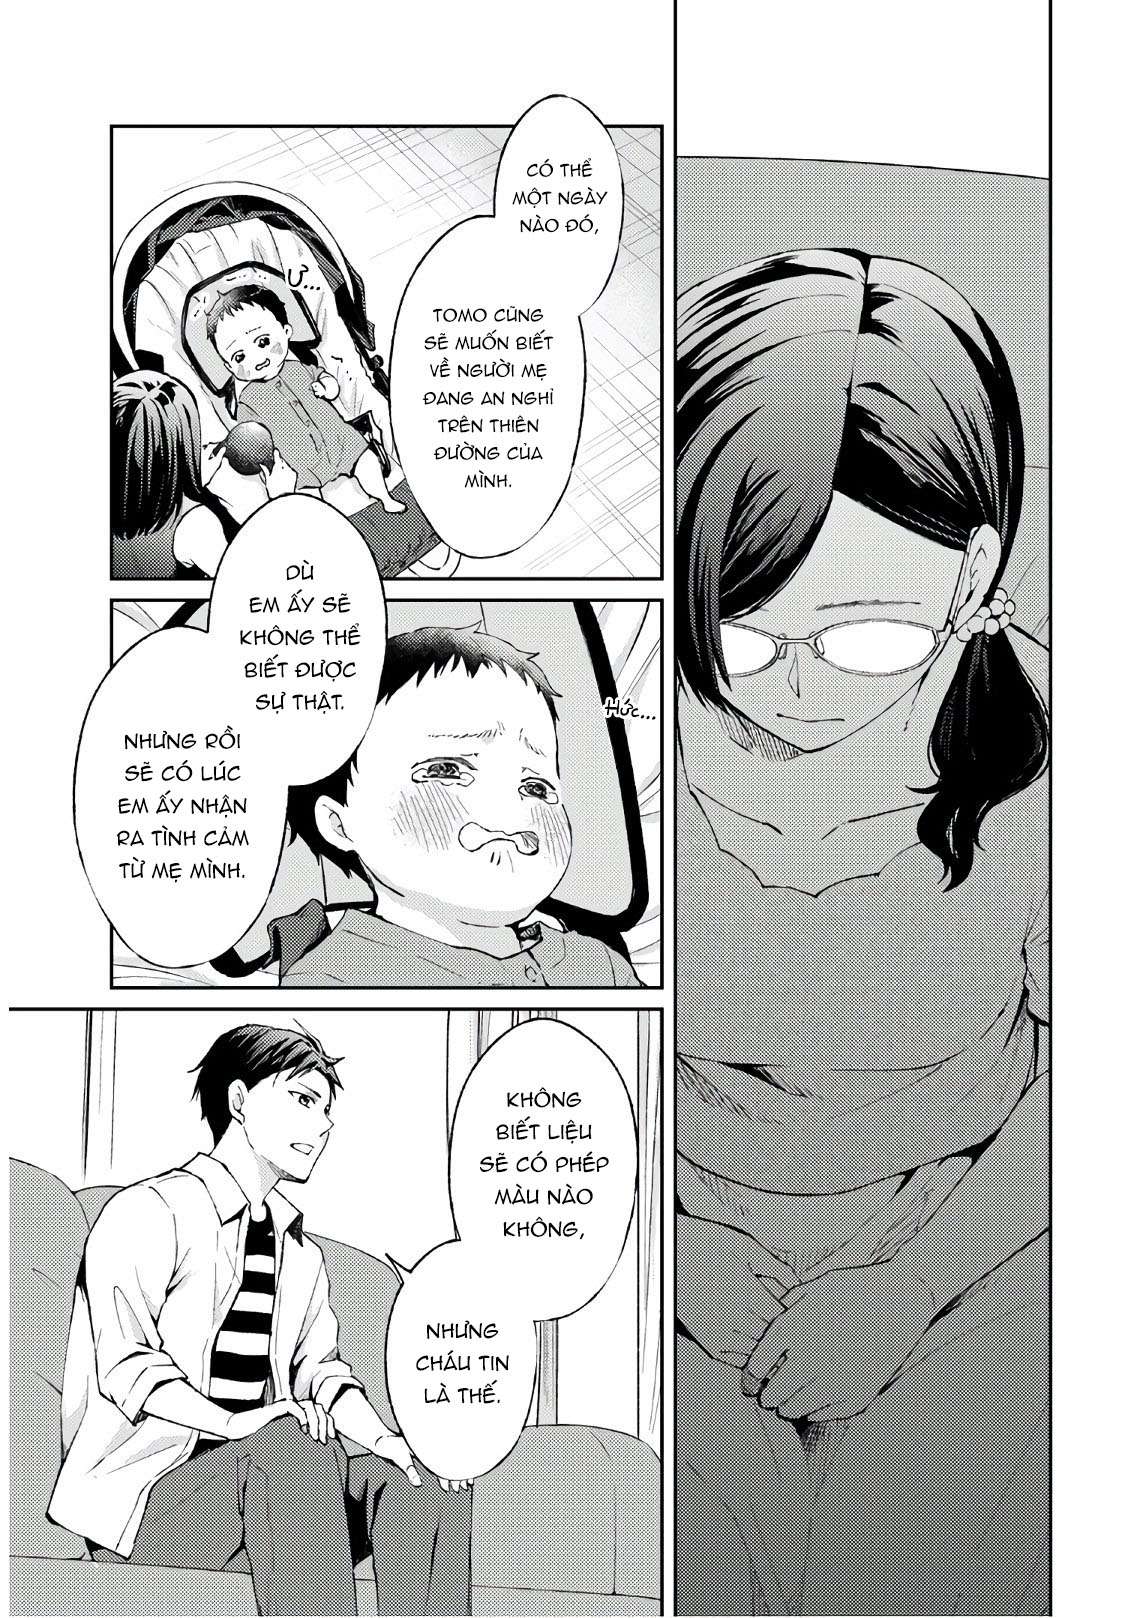 CÓ THỂ
MỘT NGÀY
NÀO ĐÓ,
TOMO CŨNG
SẼ MUỐN BIẾT
VỀ NGƯỜI MẸ
ĐANG AN NGHỈ
TRÊN THIÊN
ĐƯỜNG CỦA
MÌNH.
Ư...
DÙ
EM ẤY SẼ
KHÔNG THỂ
BIẾT ĐƯỢC
SỰ THẬT.
NHƯNG RỒI
SẼ CÓ LÚC
EM ẤY NHẬN
RA TÌNH CẢM
TỪ MẸ MÌNH.
Hức...
KHÔNG
BIẾT LIỆU
SẼ CÓ PHÉP
MÀU NÀO
KHÔNG,
NHƯNG
CHÁU TIN
LÀ THẾ.